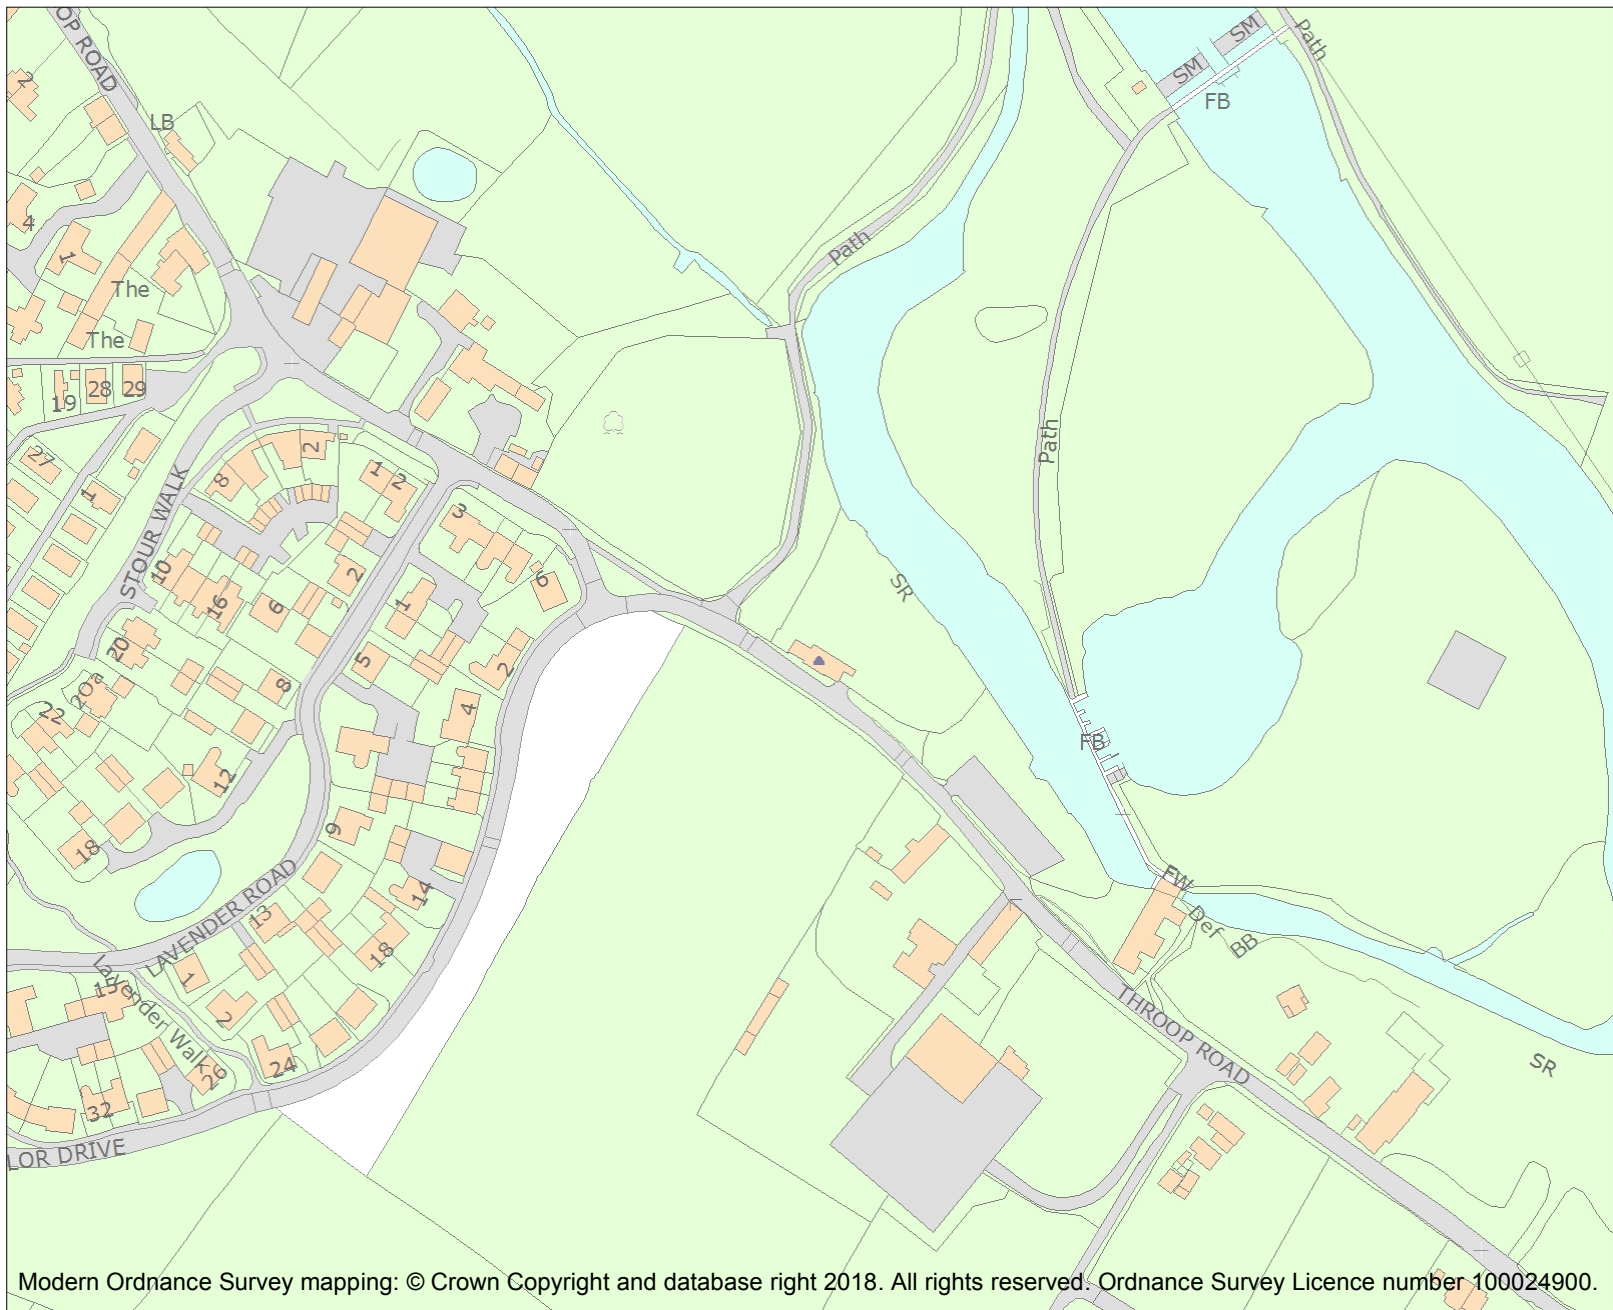 OP ROAD
SM
Path
SM
FB
2
LB
4
1
The
Path
The
19
28
29
27
1
8
2
1
2
3
Path
STOUR WALK
10
16
6
2
1
6
SR
20
5
2
20a
8
22
4
12
FB
18
9
14
LAVENDER ROAD
13
18
FW
Def
BB
1
15
Lavender Walk
2
24
26
32
THROOP ROAD
SR
LOR DRIVE
Modern Ordnance Survey mapping: © Crown Copyright and database right 2018. All rights reserved. Ordnance Survey Licence number 100024900.